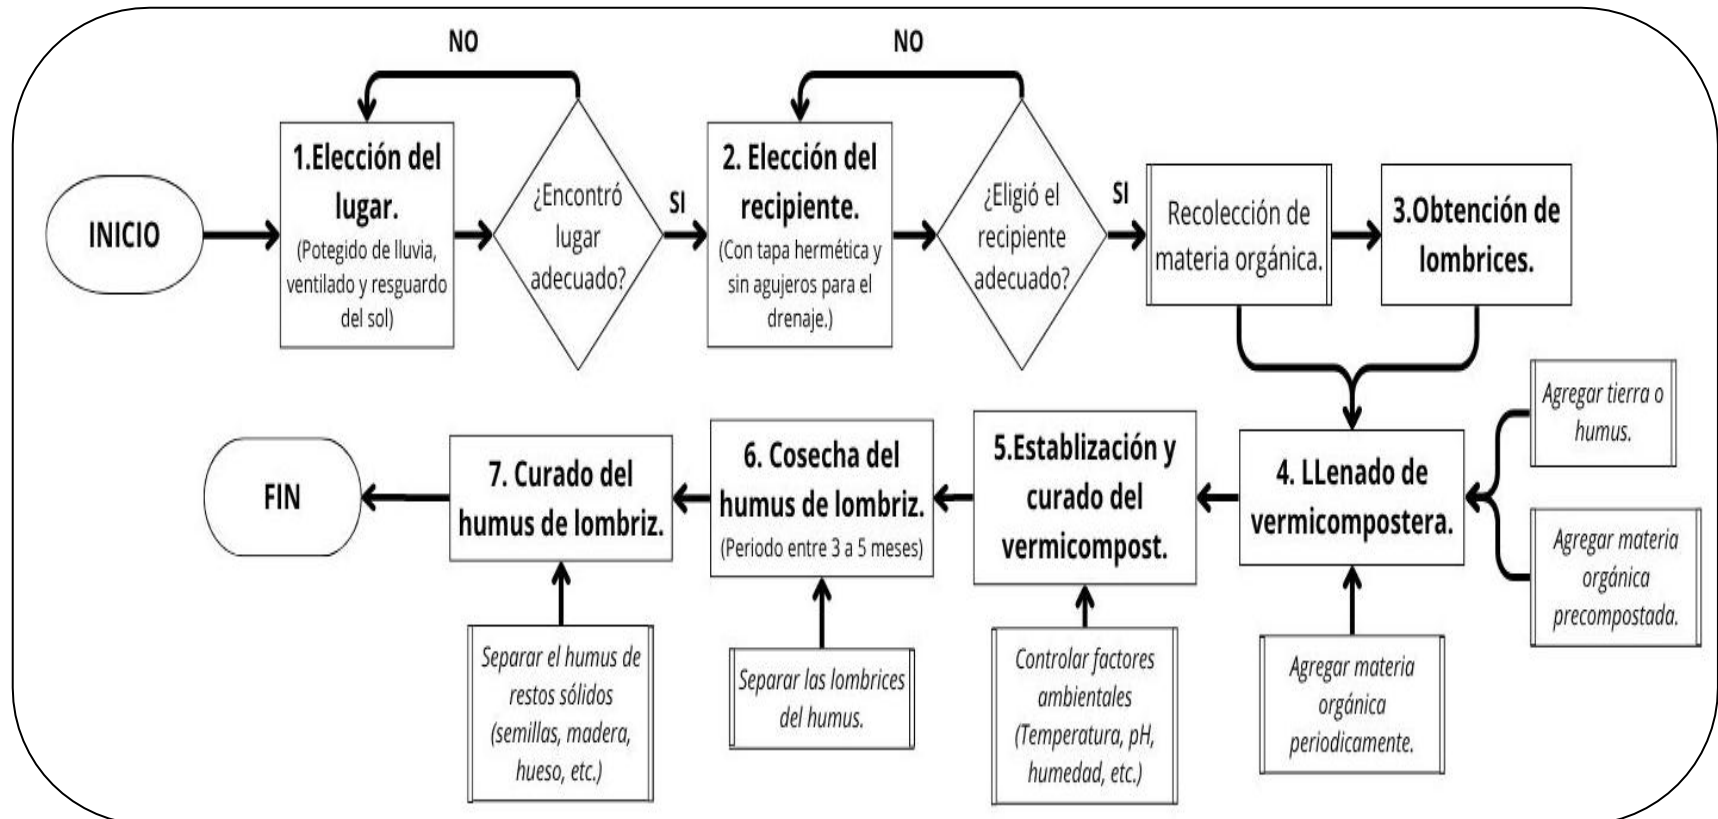 NO
NO
INICIO
1.Elección del
lugar.
(Potegido de lluvia,
ventilado y resguardo
del sol)
¿Encontró
lugar
adecuado?
SI
2. Elección del
recipiente.
(Con tapa hermética y
sin agujeros para el
drenaje.)
¿Eligió el
recipiente
adecuado?
SI
Recolección de
materia orgánica.
3.Obtención de
lombrices.
Agregar tierra o
humus.
Agregar materia
orgánica
precompostada.
4. LLenado de
vermicompostera.
Agregar materia
orgánica
periodicamente.
5.Establización y
curado del
vermicompost.
Controlar factores
ambientales
(Temperatura, pH,
humedad, etc.)
6. Cosecha del
humus de lombriz.
(Periodo entre 3 a 5 meses)
Separar las lombrices
del humus.
7. Curado del
humus de lombriz.
Separar el humus de
restos sólidos
(semillas, madera,
hueso, etc.)
FIN